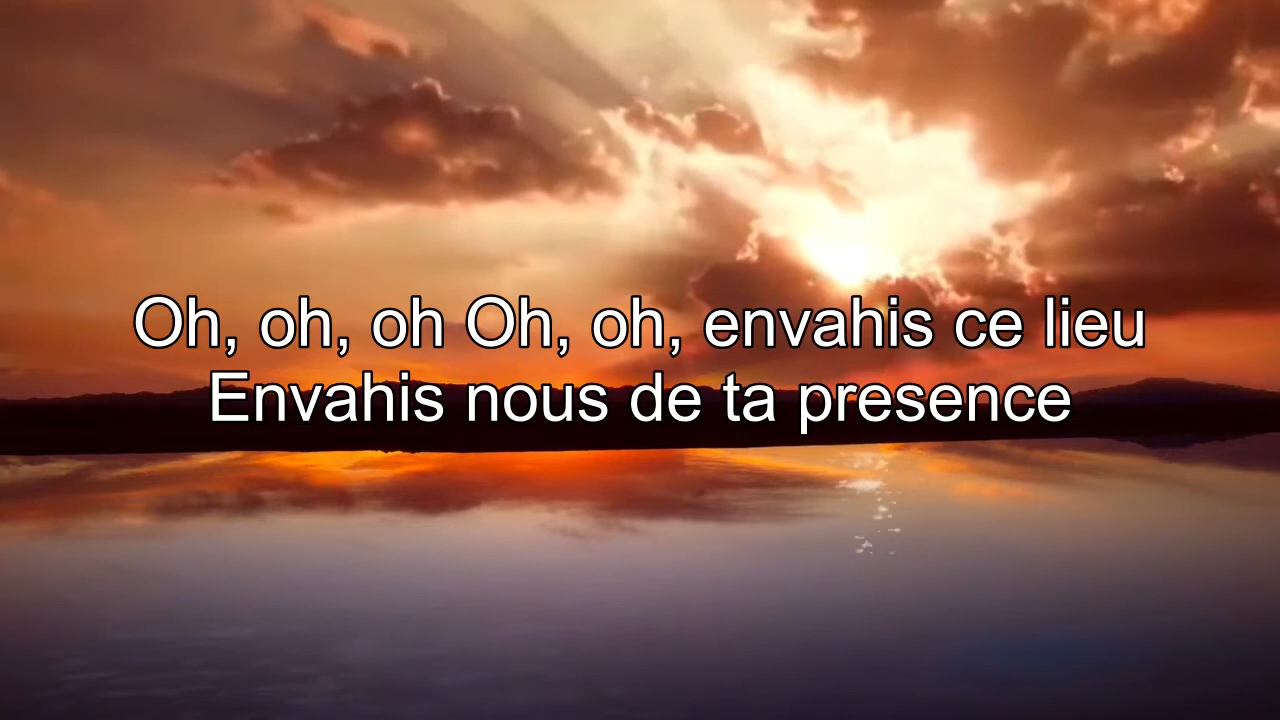 Oh, oh, oh Oh, oh, envahis ce lieu
Envahis nous de ta presence